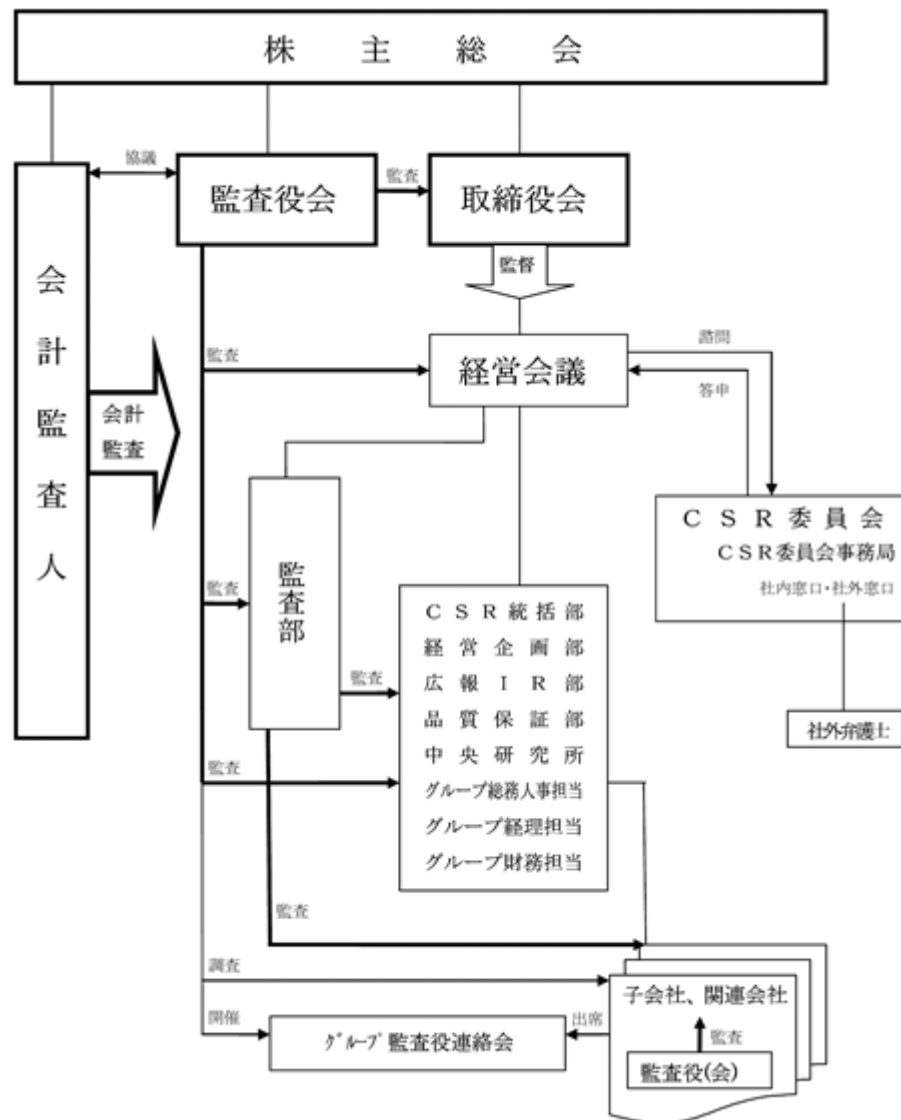 株主総会
協議
監査役会
監査
取締役会
監督
会計監査人
会計
監査
監査
経営会議
諮問
答申
CSR委員会
CSR委員会事務局
社内窓口・社外窓口
社外弁護士
監査
監査部
監査
CSR統括部
経営企画部
広報IR部
品質保証部
中央研究所
グループ総務人事担当
グループ経理担当
グループ財務担当
監査
監査
調査
子会社、関連会社
監査
監査役(会)
開催
グループ監査役連絡会
出席